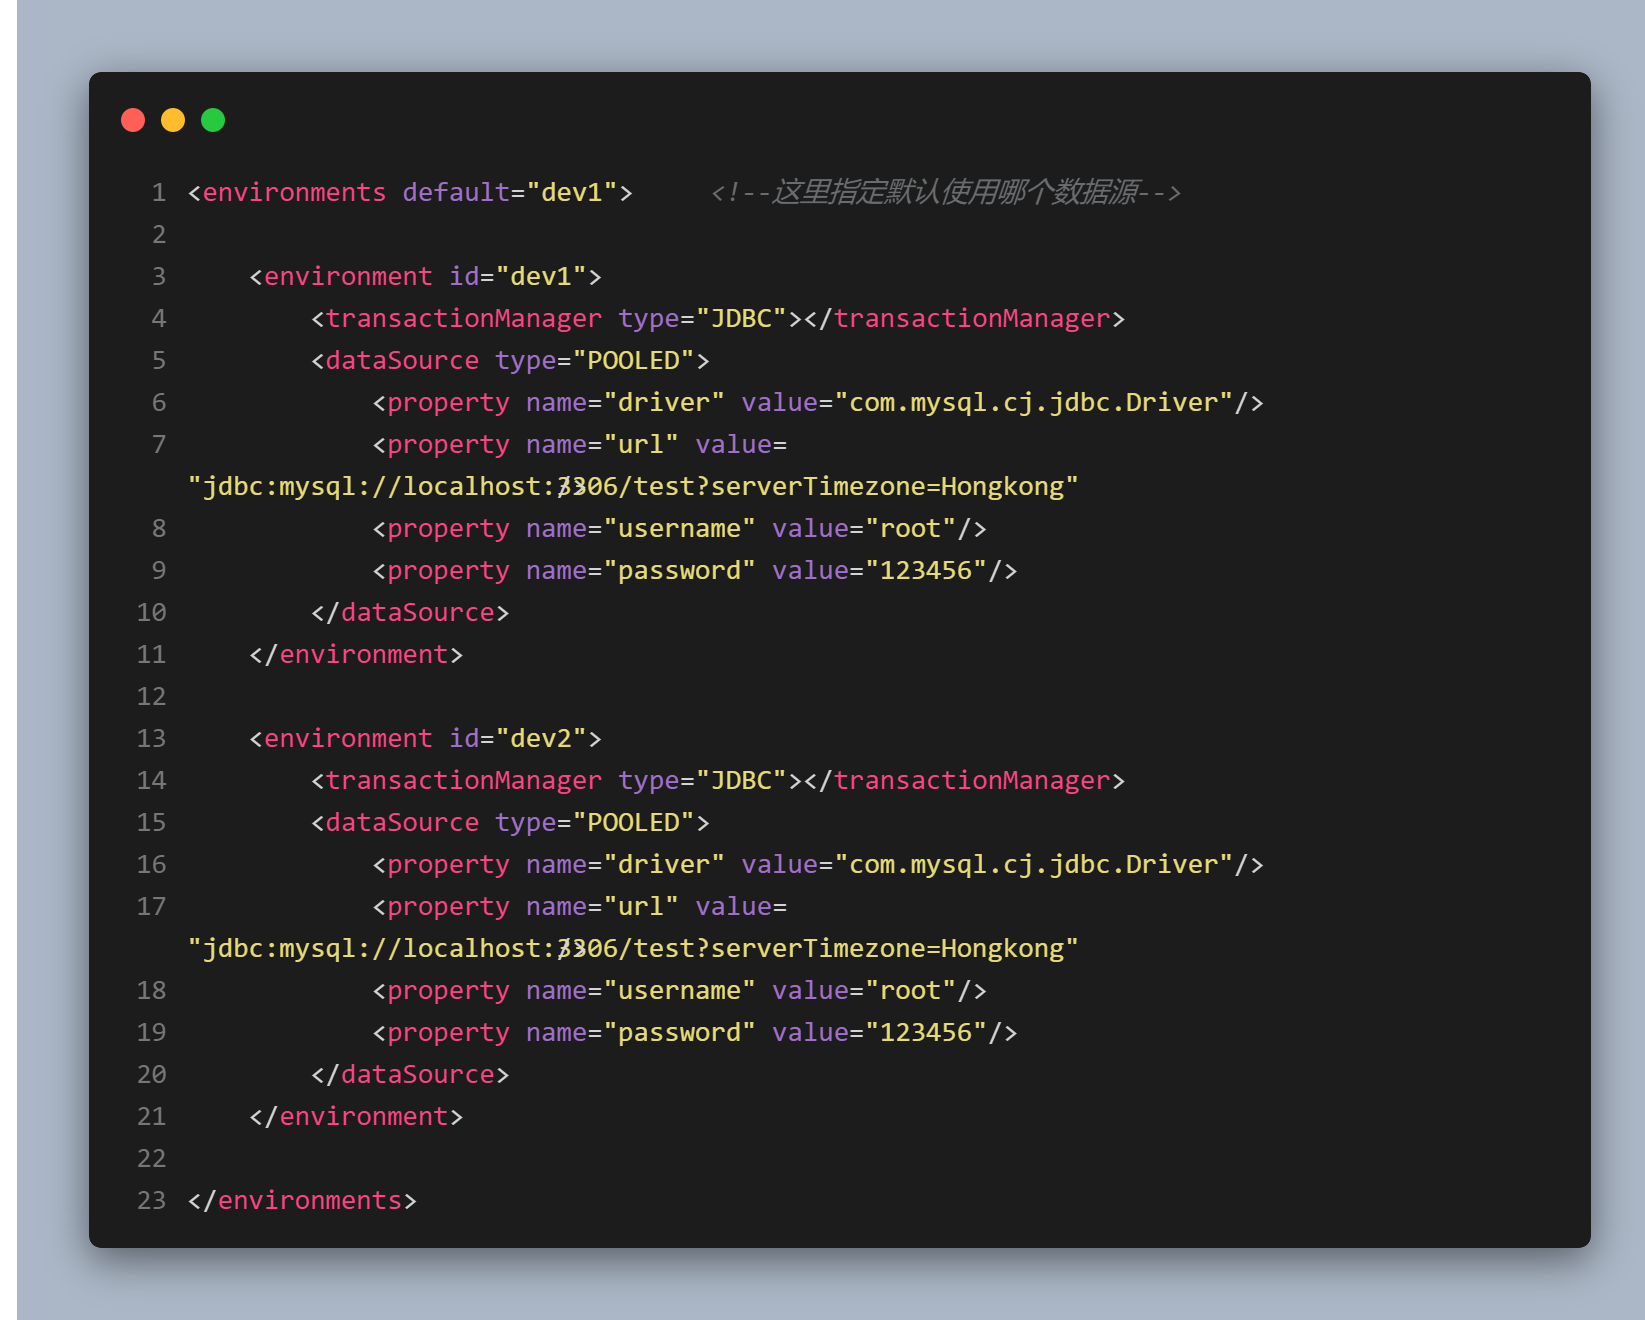 1 <environments default="dev1">     <!--这里指定默认使用哪个数据源-->
2
3     <environment id="dev1">
4         <transactionManager type="JDBC"></transactionManager>
5         <dataSource type="POOLED">
6             <property name="driver" value="com.mysql.cj.jdbc.Driver"/>
7             <property name="url" value=
"jdbc:mysql://localhost:3306/test?serverTimezone=Hongkong"/>
8             <property name="username" value="root"/>
9             <property name="password" value="123456"/>
10         </dataSource>
11     </environment>
12
13     <environment id="dev2">
14         <transactionManager type="JDBC"></transactionManager>
15         <dataSource type="POOLED">
16             <property name="driver" value="com.mysql.cj.jdbc.Driver"/>
17             <property name="url" value=
"jdbc:mysql://localhost:3306/test?serverTimezone=Hongkong"/>
18             <property name="username" value="root"/>
19             <property name="password" value="123456"/>
20         </dataSource>
21     </environment>
22
23 </environments>